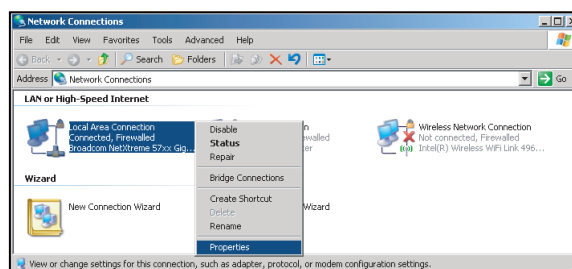 Network Connections
File Edit View Favorites Tools Advanced Help
Back Search Folders
Address Network Connections Go
LAN or High-Speed Internet
Local Area Connection
Connected, Firewalled
Broadcom NetXtreme 57xx Gig...
Disable
Status
Repair
Bridge Connections
Create Shortcut
Delete
Rename
Properties
Wireless Network Connection
Not connected, Firewalled
Intel(R) Wireless WiFi Link 496...
Wizard
New Connection Wizard
Wizard
View or change settings for this connection, such as adapter, protocol, or modem configuration settings.